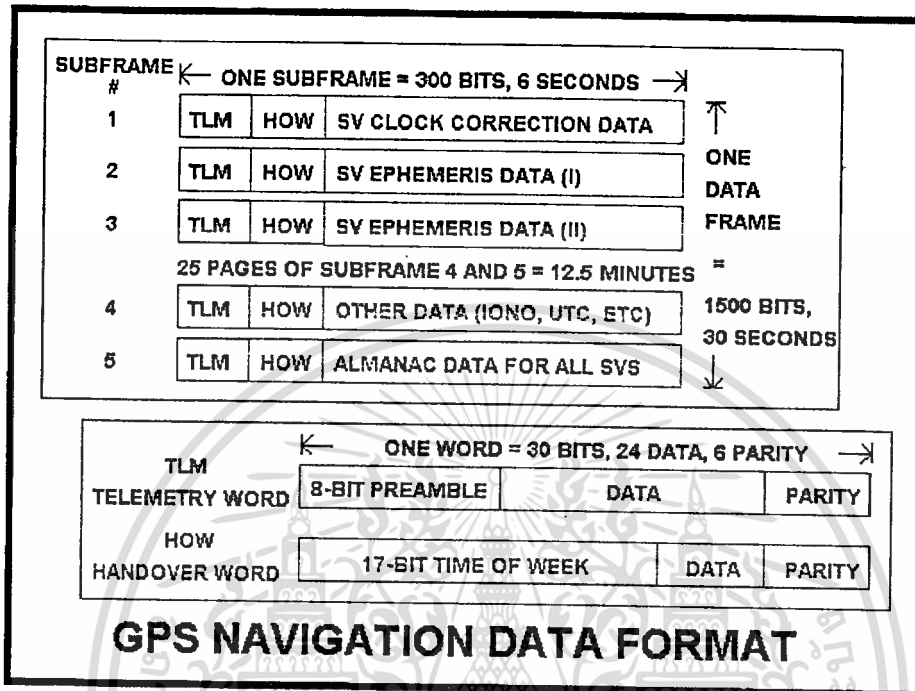 SUBFRAME #
ONE SUBFRAME = 300 BITS, 6 SECONDS
1 TLM HOW SV CLOCK CORRECTION DATA
2 TLM HOW SV EPHEMERIS DATA (I)
3 TLM HOW SV EPHEMERIS DATA (II)
25 PAGES OF SUBFRAME 4 AND 5 = 12.5 MINUTES
4 TLM HOW OTHER DATA (IONO, UTC, ETC)
5 TLM HOW ALMANAC DATA FOR ALL SVS
ONE
DATA
FRAME
=
1500 BITS,
30 SECONDS
ONE WORD = 30 BITS, 24 DATA, 6 PARITY
TLM
TELEMETRY WORD
8-BIT PREAMBLE DATA PARITY
HOW
HANDOVER WORD
17-BIT TIME OF WEEK DATA PARITY
GPS NAVIGATION DATA FORMAT